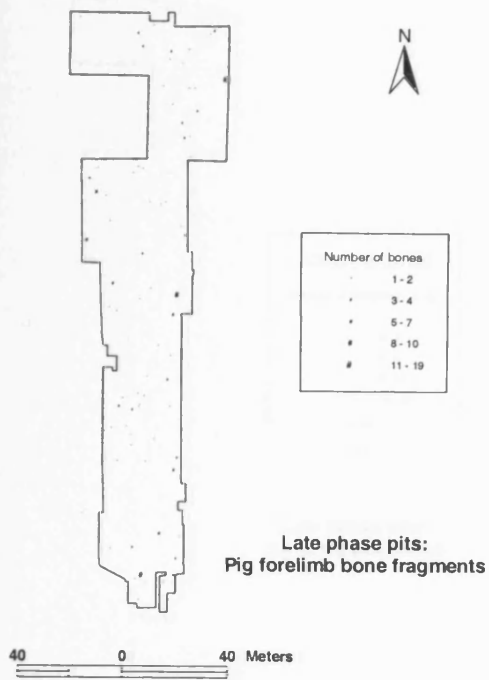 N
Number of bones
1 - 2
3 - 4
5 - 7
8 - 10
11 - 19
Late phase pits:
Pig forelimb bone fragments
40 0 40 Meters